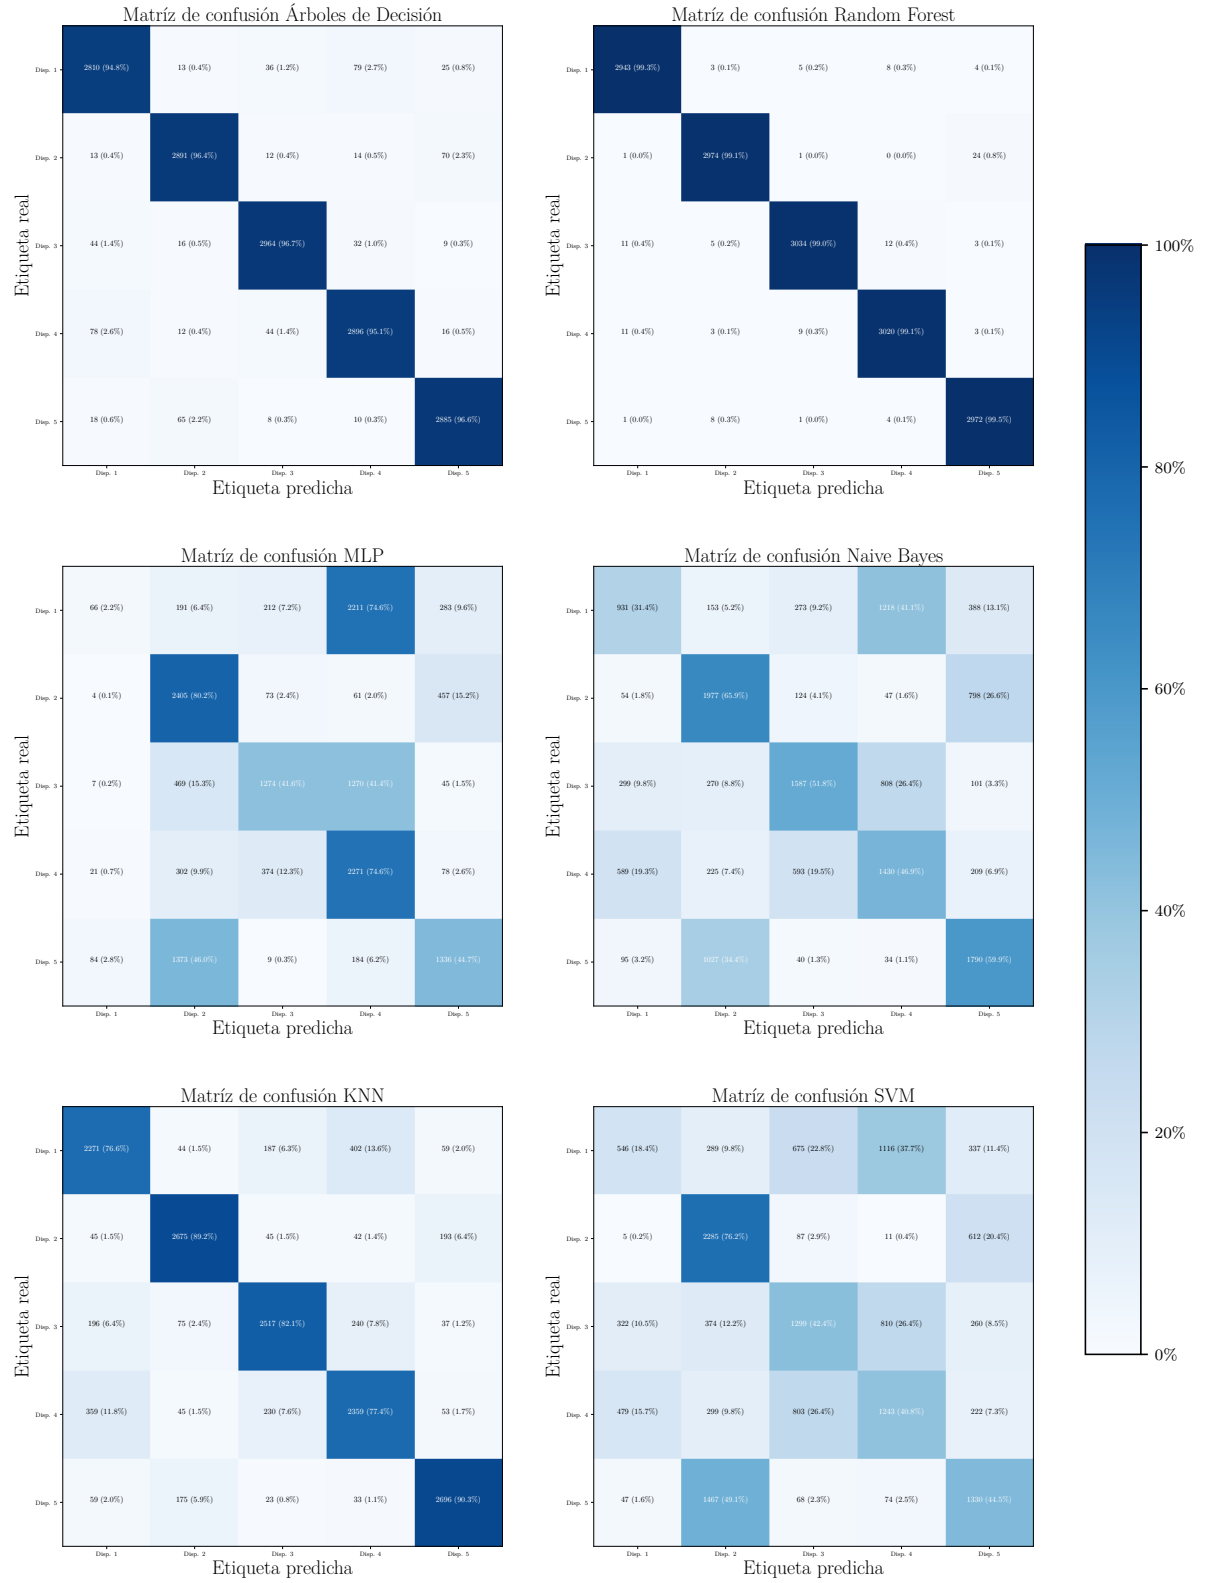 Matríz de confusión Árboles de Decisión
Etiqueta real
Disp. 1
2810 (94.8%) 13 (0.4%) 36 (1.2%) 79 (2.7%) 25 (0.8%)
Disp. 2
13 (0.4%) 2891 (96.4%) 12 (0.4%) 14 (0.5%) 70 (2.3%)
Disp. 3
44 (1.4%) 16 (0.5%) 2964 (96.7%) 32 (1.0%) 9 (0.3%)
Disp. 4
78 (2.6%) 12 (0.4%) 44 (1.4%) 2896 (95.1%) 16 (0.5%)
Disp. 5
18 (0.6%) 65 (2.2%) 8 (0.3%) 10 (0.3%) 2885 (96.6%)
Disp. 1 Disp. 2 Disp. 3 Disp. 4 Disp. 5
Etiqueta predicha
Matríz de confusión Random Forest
Etiqueta real
Disp. 1
2943 (99.3%) 3 (0.1%) 5 (0.2%) 8 (0.3%) 4 (0.1%)
Disp. 2
1 (0.0%) 2974 (99.1%) 1 (0.0%) 0 (0.0%) 24 (0.8%)
Disp. 3
11 (0.4%) 5 (0.2%) 3034 (99.0%) 12 (0.4%) 3 (0.1%)
Disp. 4
11 (0.4%) 3 (0.1%) 9 (0.3%) 3020 (99.1%) 3 (0.1%)
Disp. 5
1 (0.0%) 8 (0.3%) 1 (0.0%) 4 (0.1%) 2972 (99.5%)
Disp. 1 Disp. 2 Disp. 3 Disp. 4 Disp. 5
Etiqueta predicha
Matríz de confusión MLP
Etiqueta real
Disp. 1
66 (2.2%) 191 (6.4%) 212 (7.2%) 2211 (74.6%) 283 (9.6%)
Disp. 2
4 (0.1%) 2405 (80.2%) 73 (2.4%) 61 (2.0%) 457 (15.2%)
Disp. 3
7 (0.2%) 469 (15.3%) 1274 (41.6%) 1270 (41.4%) 45 (1.5%)
Disp. 4
21 (0.7%) 302 (9.9%) 374 (12.3%) 2271 (74.6%) 78 (2.6%)
Disp. 5
84 (2.8%) 1373 (46.0%) 9 (0.3%) 184 (6.2%) 1336 (44.7%)
Disp. 1 Disp. 2 Disp. 3 Disp. 4 Disp. 5
Etiqueta predicha
Matríz de confusión Naive Bayes
Etiqueta real
Disp. 1
931 (31.4%) 153 (5.2%) 273 (9.2%) 1218 (41.1%) 388 (13.1%)
Disp. 2
54 (1.8%) 1977 (65.9%) 124 (4.1%) 47 (1.6%) 798 (26.6%)
Disp. 3
299 (9.8%) 270 (8.8%) 1587 (51.8%) 808 (26.4%) 101 (3.3%)
Disp. 4
589 (19.3%) 225 (7.4%) 593 (19.5%) 1430 (46.9%) 209 (6.9%)
Disp. 5
95 (3.2%) 1027 (34.4%) 40 (1.3%) 34 (1.1%) 1790 (59.9%)
Disp. 1 Disp. 2 Disp. 3 Disp. 4 Disp. 5
Etiqueta predicha
Matríz de confusión KNN
Etiqueta real
Disp. 1
2271 (76.6%) 44 (1.5%) 187 (6.3%) 402 (13.6%) 59 (2.0%)
Disp. 2
45 (1.5%) 2675 (89.2%) 45 (1.5%) 42 (1.4%) 193 (6.4%)
Disp. 3
196 (6.4%) 75 (2.4%) 2517 (82.1%) 240 (7.8%) 37 (1.2%)
Disp. 4
359 (11.8%) 45 (1.5%) 230 (7.6%) 2359 (77.4%) 53 (1.7%)
Disp. 5
59 (2.0%) 175 (5.9%) 23 (0.8%) 33 (1.1%) 2696 (90.3%)
Disp. 1 Disp. 2 Disp. 3 Disp. 4 Disp. 5
Etiqueta predicha
Matríz de confusión SVM
Etiqueta real
Disp. 1
546 (18.4%) 289 (9.8%) 675 (22.8%) 1116 (37.7%) 337 (11.4%)
Disp. 2
5 (0.2%) 2285 (76.2%) 87 (2.9%) 11 (0.4%) 612 (20.4%)
Disp. 3
322 (10.5%) 374 (12.2%) 1299 (42.4%) 810 (26.4%) 260 (8.5%)
Disp. 4
479 (15.7%) 299 (9.8%) 803 (26.4%) 1243 (40.8%) 222 (7.3%)
Disp. 5
47 (1.6%) 1467 (49.1%) 68 (2.3%) 74 (2.5%) 1330 (44.5%)
Disp. 1 Disp. 2 Disp. 3 Disp. 4 Disp. 5
Etiqueta predicha
100%
80%
60%
40%
20%
0%